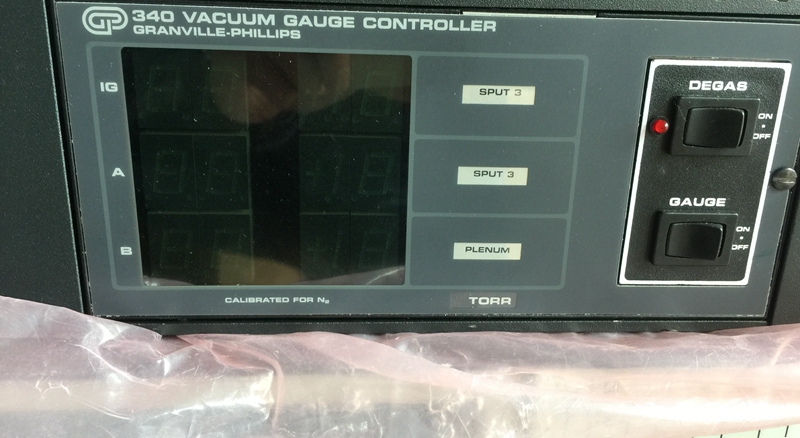 GP 340 VACUUM GAUGE CONTROLLER
GRANVILLE-PHILLIPS
IG
SPUT 3
DEGAS
ON
OFF
A
SPUT 3
GAUGE
ON
OFF
B
PLENUM
CALIBRATED FOR N₂
TORR